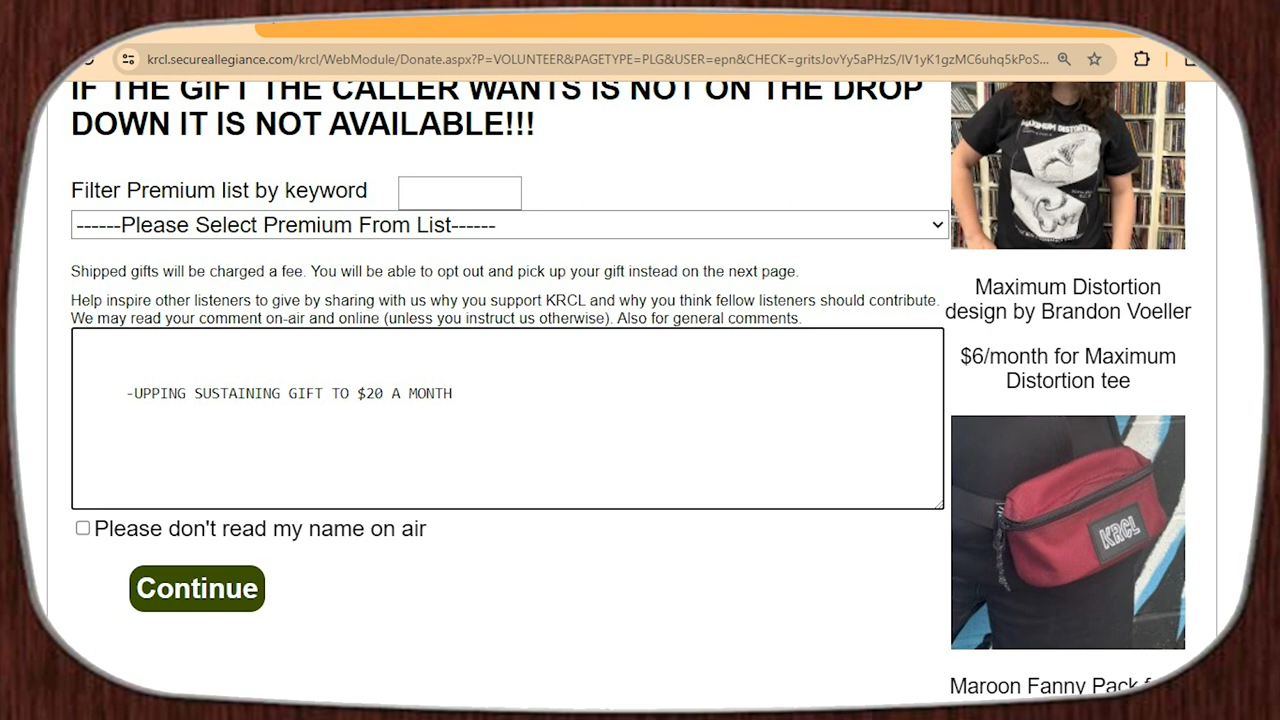 krcl.secureallegiance.com/krcl/WebModule/Donate.aspx?P=VOLUNTEER&PAGETYPE=PLG&USER=epn&CHECK=gritsJovYy5aPHzS/IV1yK1gzMC6uhq5kPoS...
IF THE GIFT THE CALLER WANTS IS NOT ON THE DROP
DOWN IT IS NOT AVAILABLE!!!
Filter Premium list by keyword
------Please Select Premium From List------
Shipped gifts will be charged a fee. You will be able to opt out and pick up your gift instead on the next page.
Help inspire other listeners to give by sharing with us why you support KRCL and why you think fellow listeners should contribute.
We may read your comment on-air and online (unless you instruct us otherwise). Also for general comments.
-UPPING SUSTAINING GIFT TO $20 A MONTH
Please don't read my name on air
Continue
MAXIMUM DISTORTION
Maximum Distortion
design by Brandon Voeller
$6/month for Maximum
Distortion tee
KRCL
Maroon Fanny Pack